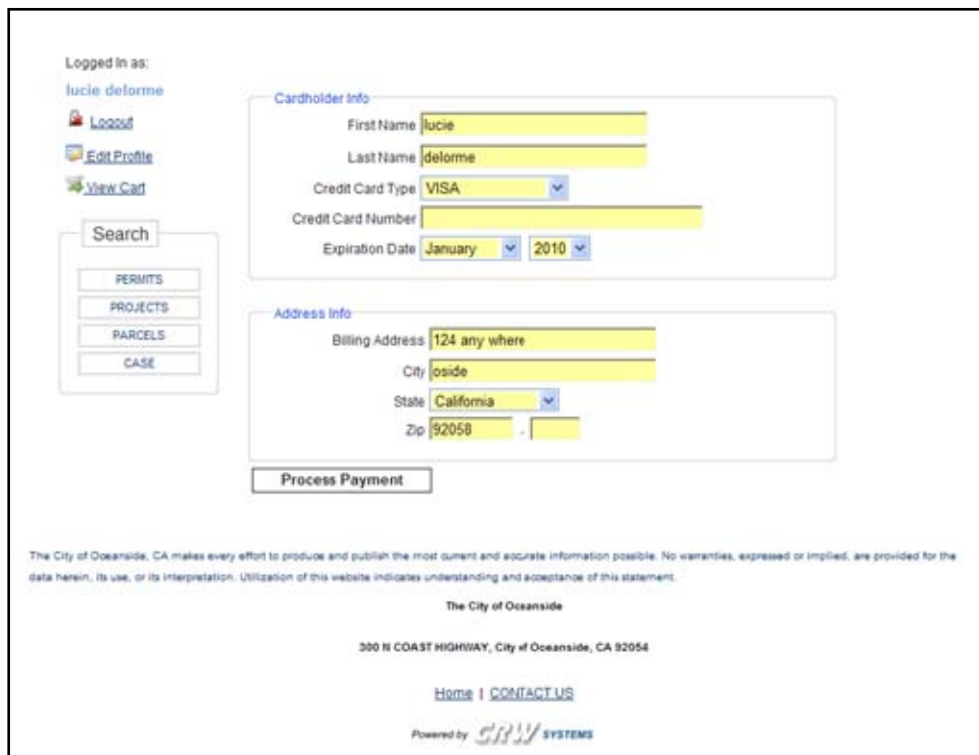 Logged In as:
lucie delorme
Logout
Edit Profile
View Cart
Search
PERMITS
PROJECTS
PARCELS
CASE
Cardholder Info
First Name lucie
Last Name delorme
Credit Card Type VISA
Credit Card Number
Expiration Date January 2010
Address Info
Billing Address 124 any where
City oside
State California
Zip 92058 -
Process Payment
The City of Oceanside, CA makes every effort to produce and publish the most current and accurate information possible. No warranties, expressed or implied, are provided for the
data herein, its use, or its interpretation. Utilization of this website indicates understanding and acceptance of this statement.
The City of Oceanside
300 N COAST HIGHWAY, City of Oceanside, CA 92054
Home | CONTACT US
Powered by CRW SYSTEMS